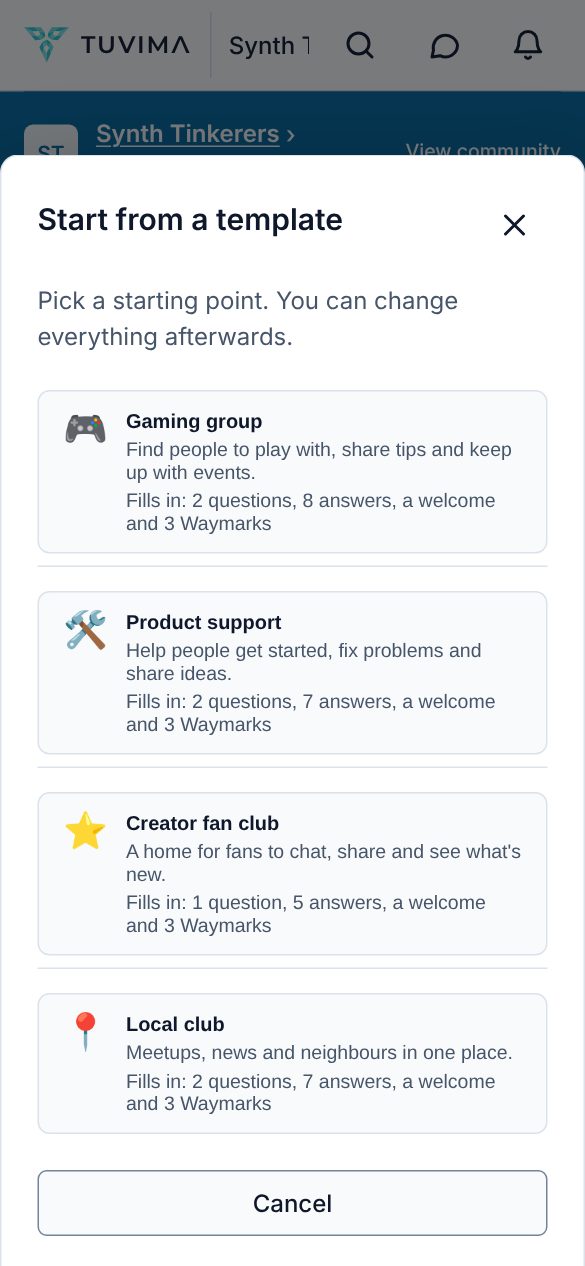 TUVIMA
Synth
ST
Synth Tinkerers ›
View community
Start from a template
Pick a starting point. You can change
everything afterwards.
Gaming group
Find people to play with, share tips and keep
up with events.
Fills in: 2 questions, 8 answers, a welcome
and 3 Waymarks
Product support
Help people get started, fix problems and
share ideas.
Fills in: 2 questions, 7 answers, a welcome
and 3 Waymarks
Creator fan club
A home for fans to chat, share and see what's
new.
Fills in: 1 question, 5 answers, a welcome
and 3 Waymarks
Local club
Meetups, news and neighbours in one place.
Fills in: 2 questions, 7 answers, a welcome
and 3 Waymarks
Cancel